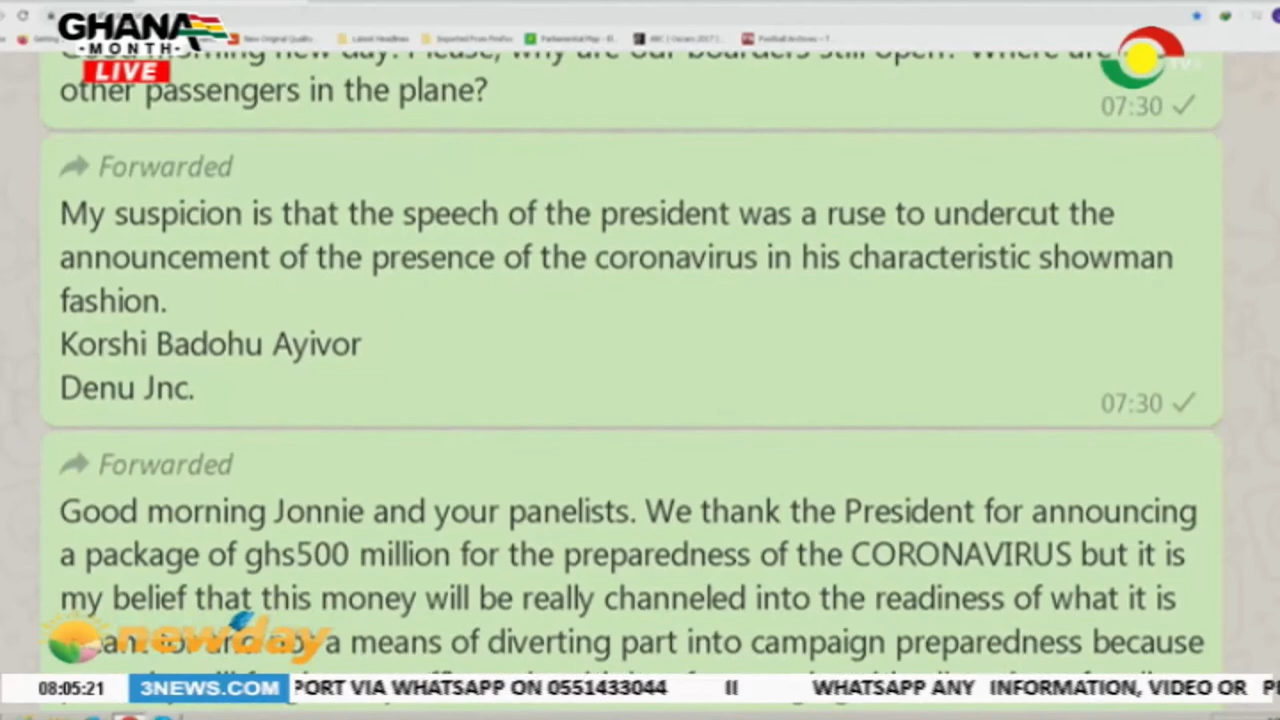 GHANA
-MONTH-
LIVE
other passengers in the plane?
07:30
Forwarded
My suspicion is that the speech of the president was a ruse to undercut the
announcement of the presence of the coronavirus in his characteristic showman
fashion.
Korshi Badohu Ayivor
Denu Jnc.
07:30
Forwarded
Good morning Jonnie and your panelists. We thank the President for announcing
a package of ghs500 million for the preparedness of the CORONAVIRUS but it is
my belief that this money will be really channeled into the readiness of what it is
a means of diverting part into campaign preparedness because
newday
08:05:21 3NEWS.COM PORT VIA WHATSAPP ON 0551433044 II WHATSAPP ANY INFORMATION, VIDEO OR